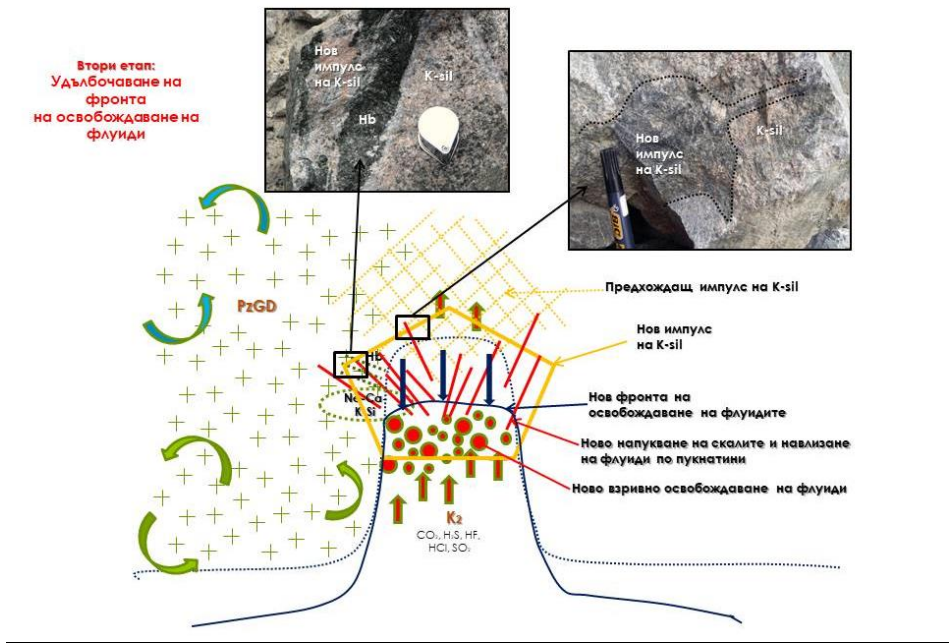 Втори етап:
Удълбочаване на
фронта
на освобождаване на
флуиди
Нов
импулс
на K-sil
K-sil
Hb
Нов
импулс
на K-sil
K-sil
BIC
PzGD
Предхождащ импулс на K-sil
Нов импулс
на K-sil
Hb
Na-Ca
K-Si
Нов фронта на
освобождаване на флуидите
Ново напукване на скалите и навлизане
на флуиди по пукнатини
Ново взривно освобождаване на флуиди
K₂
CO₂, H₂S, HF,
HCl, SO₂